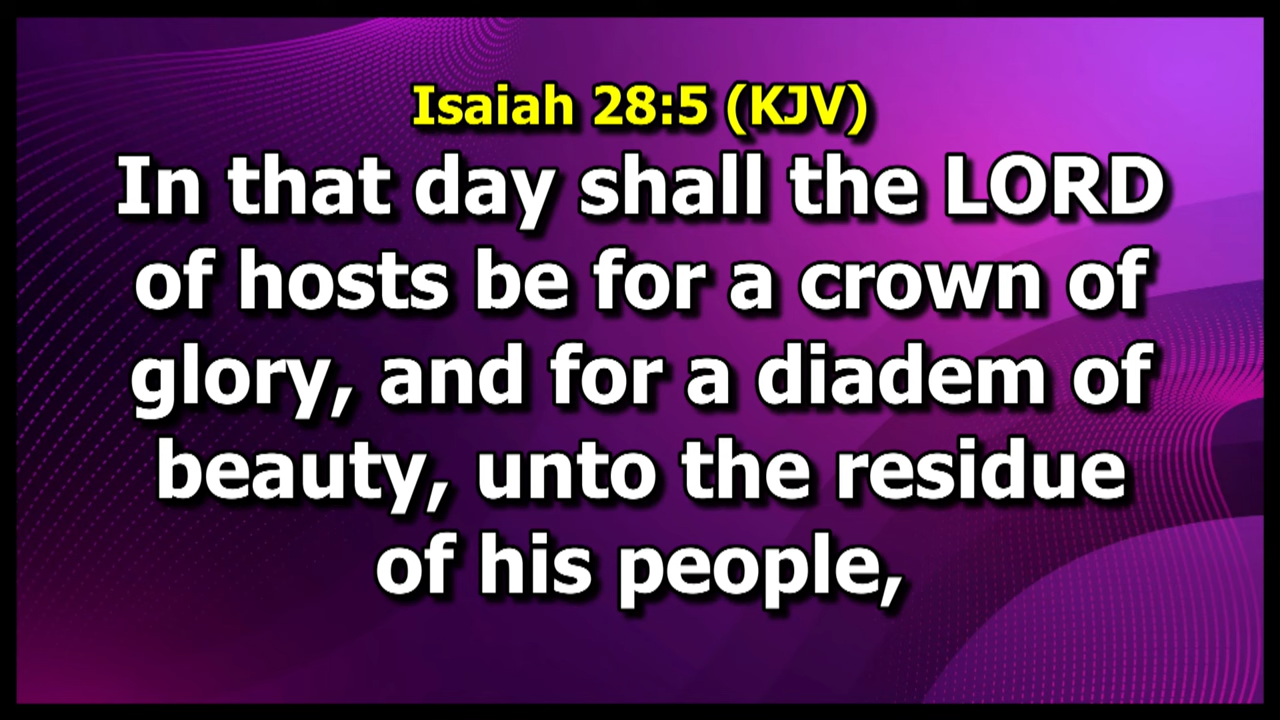 Isaiah 28:5 (KJV)
In that day shall the LORD
of hosts be for a crown of
glory, and for a diadem of
beauty, unto the residue
of his people,